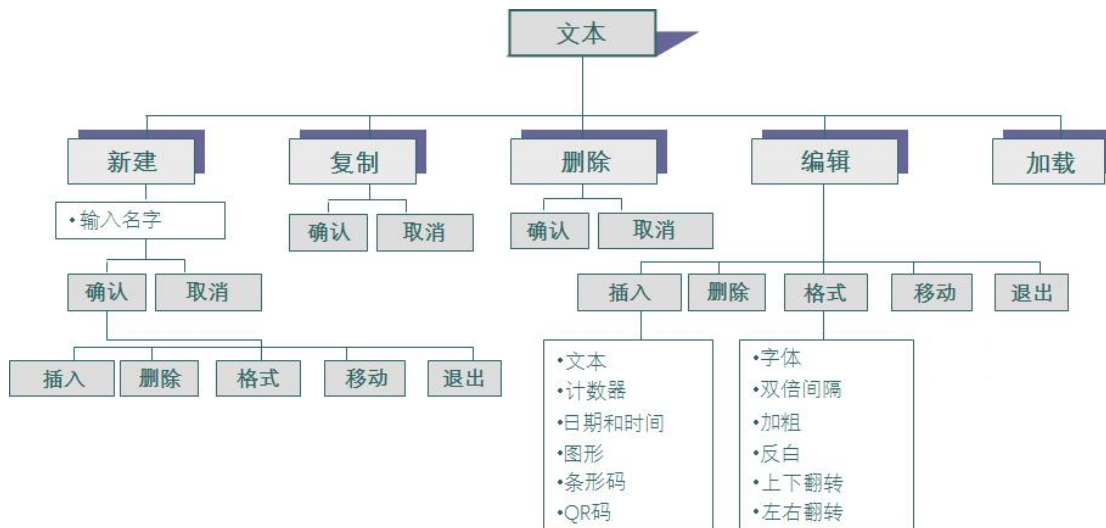 文本
新建
复制
删除
编辑
加载
•输入名字
确认
取消
确认
取消
确认
取消
插入
删除
格式
移动
退出
插入
删除
格式
移动
退出
•文本
•计数器
•日期和时间
•图形
•条形码
•QR码
•字体
•双倍间隔
•加粗
•反白
•上下翻转
•左右翻转